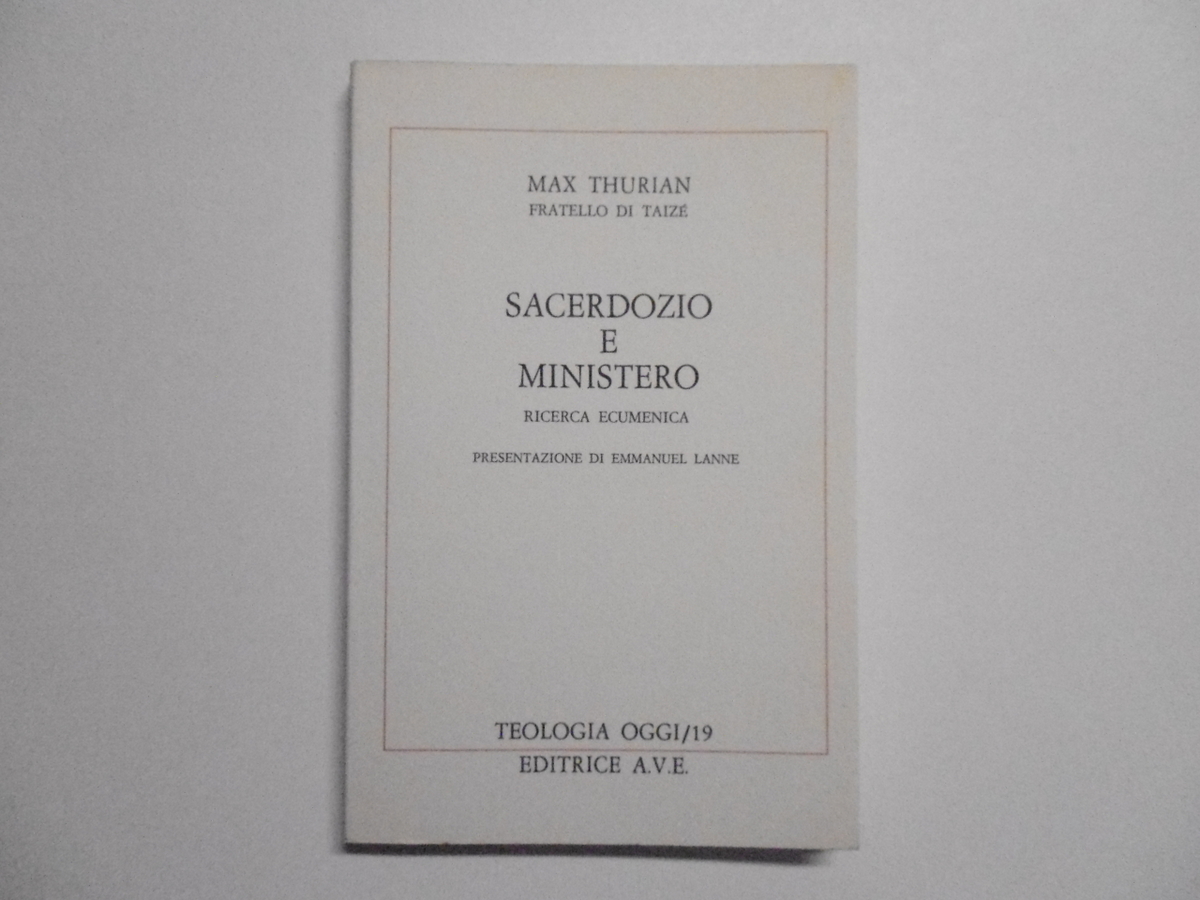 MAX THURIAN
FRATELLO DI TAIZÉ
SACERDOZIO
E
MINISTERO
RICERCA ECUMENICA
PRESENTAZIONE DI EMMANUEL LANNE
TEOLOGIA OGGI/19
EDITRICE A.V.E.